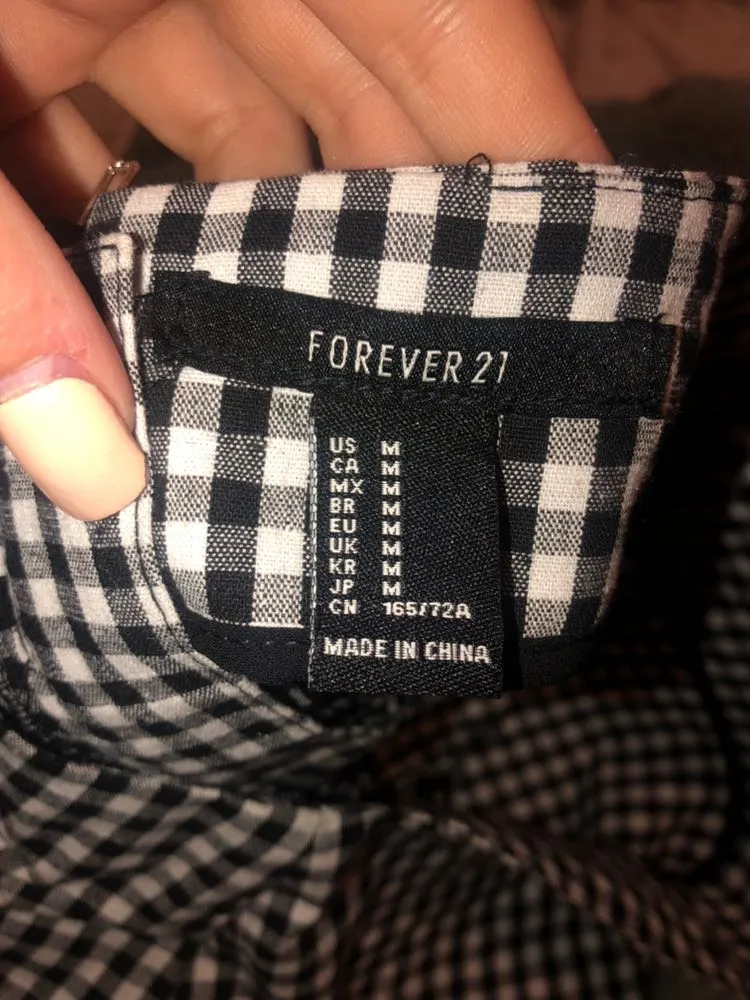 FOREVER 21
US M
CA M
MX M
BR M
EU M
UK M
KR M
JP M
CN 165/72A
MADE IN CHINA